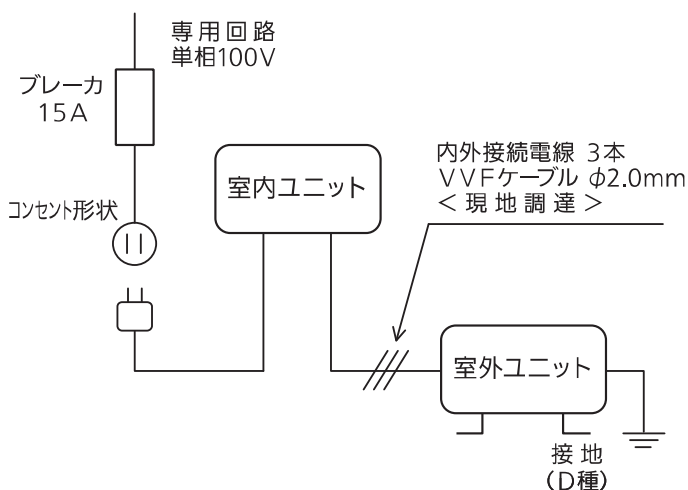 専用回路
単相100V
ブレーカ
15A
コンセント形状
室内ユニット
内外接続電線 3本
VVFケーブル φ2.0mm
<現地調達>
室外ユニット
接地
(D種)